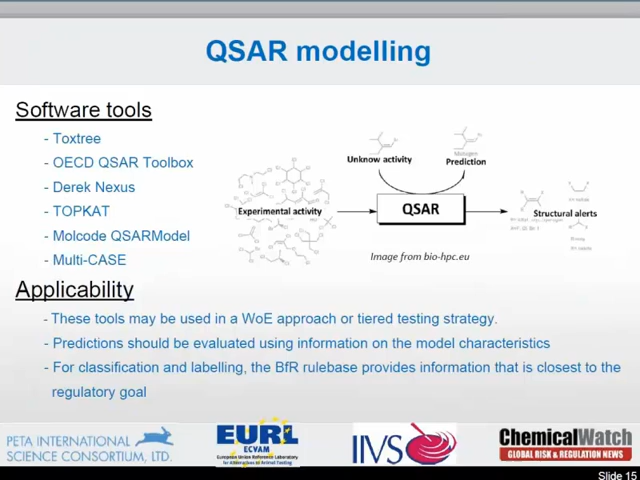 QSAR modelling
Software tools
- Toxtree
- OECD QSAR Toolbox
- Derek Nexus
- TOPKAT
- Molcode QSARModel
- Multi-CASE
Unknow activity
Mutagen
Prediction
Experimental activity
QSAR
Structural alerts
Image from bio-hpc.eu
Applicability
- These tools may be used in a WoE approach or tiered testing strategy.
- Predictions should be evaluated using information on the model characteristics
- For classification and labelling, the BfR rulebase provides information that is closest to the
regulatory goal
PETA INTERNATIONAL
SCIENCE CONSORTIUM, LTD.
EURL
ECVAM
European Union Reference Laboratory
for Alternatives to Animal Testing
IIVS
ChemicalWatch
GLOBAL RISK & REGULATION NEWS
Slide 15